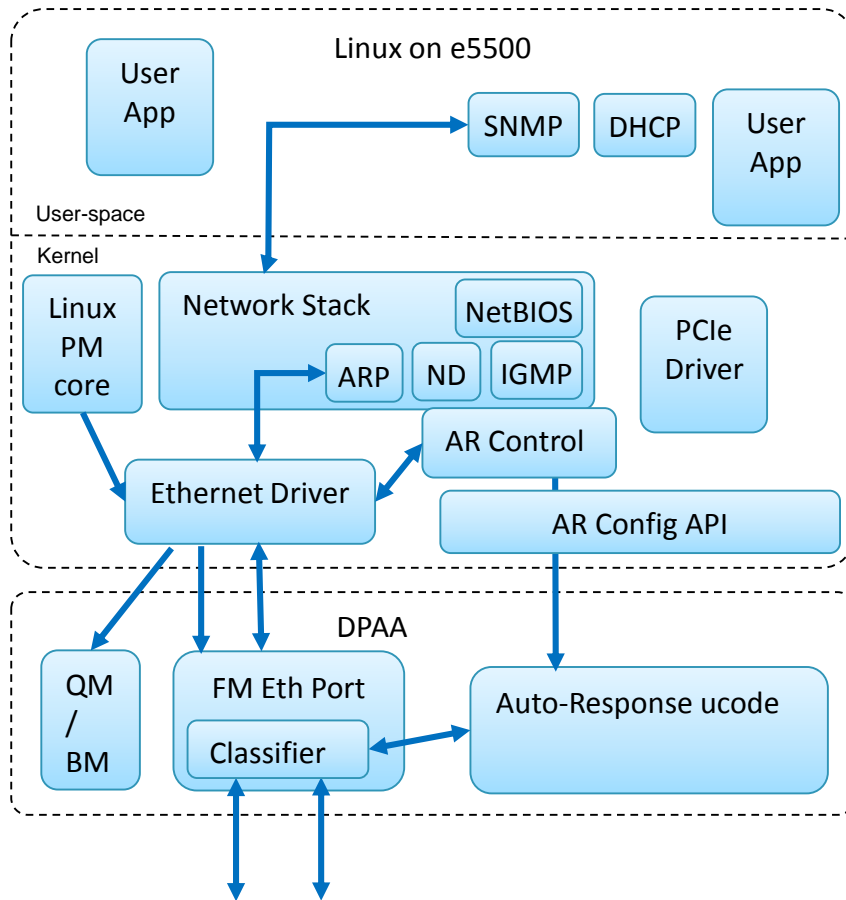 Linux on e5500
User
App
SNMP
DHCP
User
App
User-space
Kernel
Linux
PM
core
Network Stack
NetBIOS
ARP
ND
IGMP
PCIe
Driver
AR Control
Ethernet Driver
AR Config API
DPAA
QM
/
BM
FM Eth Port
Classifier
Auto-Response ucode